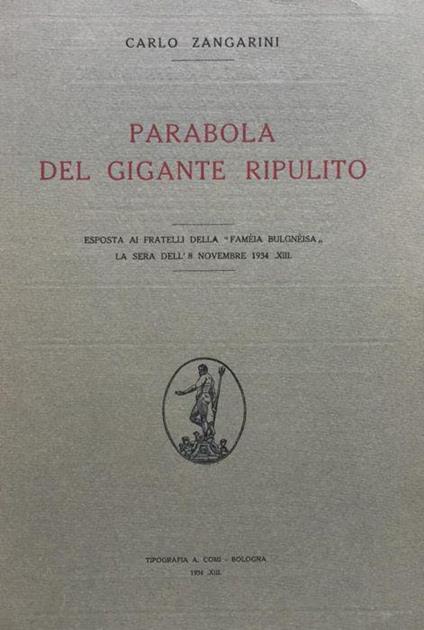 CARLO ZANGARINI
PARABOLA
DEL GIGANTE RIPULITO
ESPOSTA AI FRATELLI DELLA "FAMÈIA BULGNÈISA„
LA SERA DELL' 8 NOVEMBRE 1934 .XIII.
TIPOGRAFIA A. COMI - BOLOGNA
1934 .XIII.